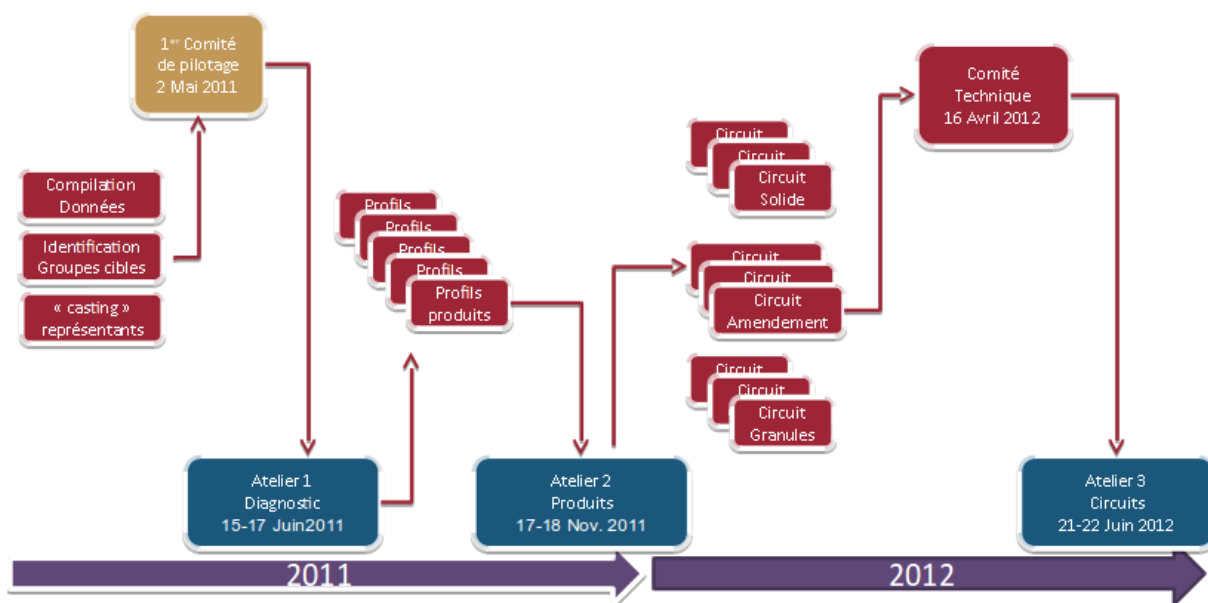 1er Comité
de pilotage
2 Mai 2011
Compilation
Données
Identification
Groupes cibles
« casting »
représentants
Profils
Profils
Profils
Profils
Profils
produits
Circuit
Circuit
Circuit
Solide
Circuit
Circuit
Circuit
Amendement
Circuit
Circuit
Circuit
Granules
Comité
Technique
16 Avril 2012
Atelier 1
Diagnostic
15-17 Juin2011
Atelier 2
Produits
17-18 Nov. 2011
Atelier 3
Circuits
21-22 Juin 2012
2011
2012